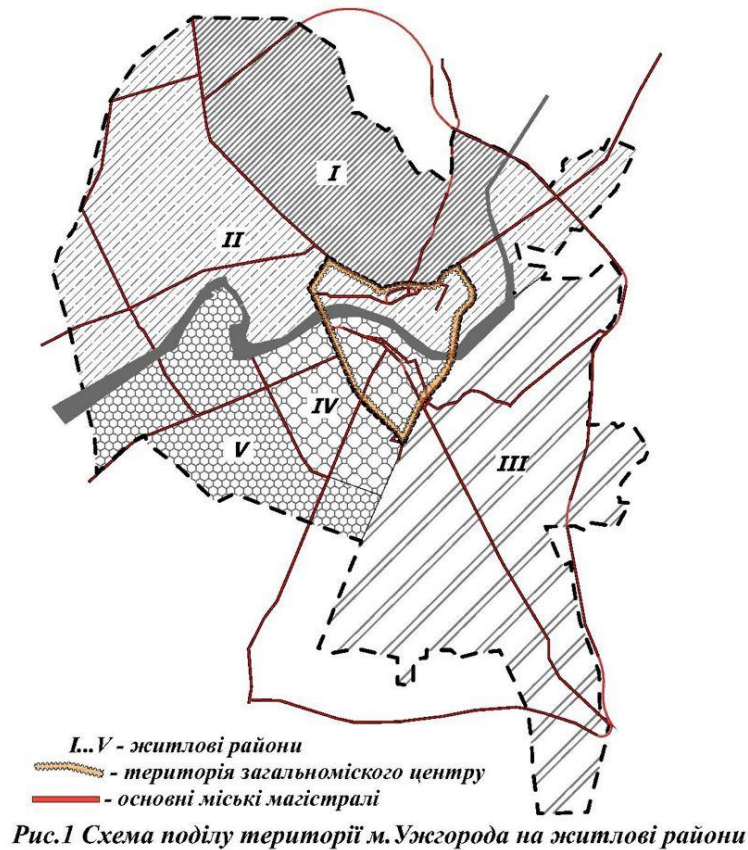 I
II
IV
V
III
I...V - житлові райони
- територія загальноміского центру
- основні міські магістралі
Рис.1 Схема поділу території м.Ужгорода на житлові райони